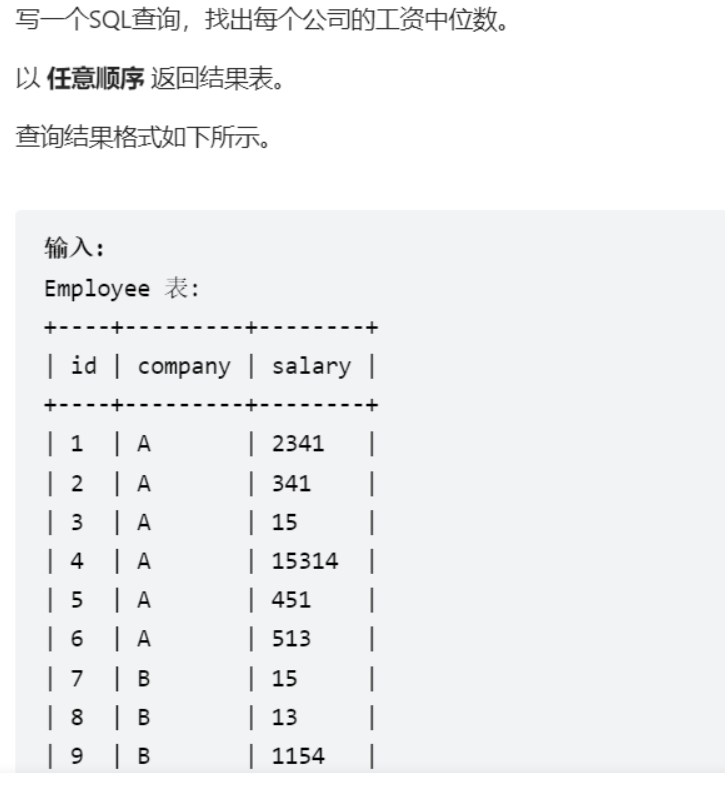 写一个SQL查询，找出每个公司的工资中位数。
以 任意顺序 返回结果表。
查询结果格式如下所示。
输入:
Employee 表:
+----+---------+--------+
| id | company | salary |
+----+---------+--------+
| 1  | A       | 2341   |
| 2  | A       | 341    |
| 3  | A       | 15     |
| 4  | A       | 15314  |
| 5  | A       | 451    |
| 6  | A       | 513    |
| 7  | B       | 15     |
| 8  | B       | 13     |
| 9  | B       | 1154   |